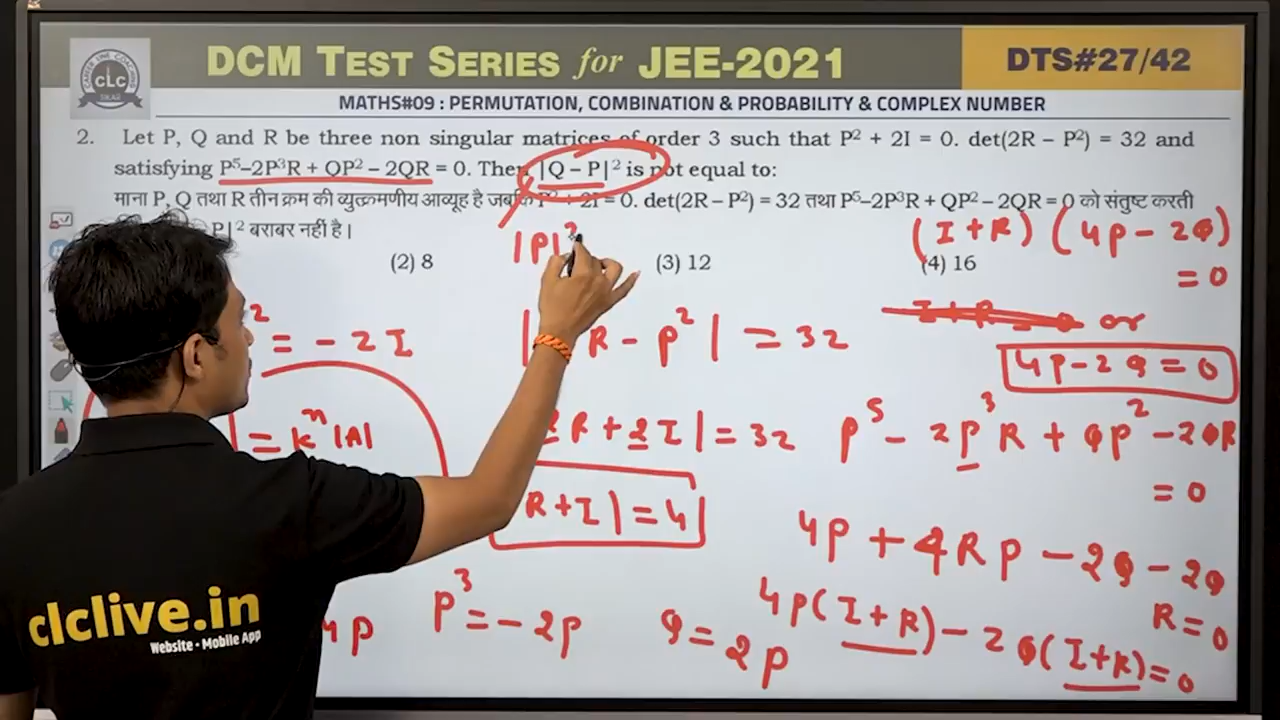 DCM TEST SERIES for JEE-2021
DTS#27/42
CLC
MATHS#09 : PERMUTATION, COMBINATION & PROBABILITY & COMPLEX NUMBER
2. Let P, Q and R be three non singular matrices of order 3 such that P² + 2I = 0. det(2R – P²) = 32 and
satisfying P⁵–2P³R + QP² – 2QR = 0. Then |Q – P|² is not equal to:
माना P, Q तथा R तीन क्रम की व्युत्क्रमणीय आव्यूह है जबकि P² + 2I = 0. det(2R – P²) = 32 तथा P⁵–2P³R + QP² – 2QR = 0 को संतुष्ट करती
P|² बराबर नहीं है।
|P|²
(I+R) (4P-2Q)
= 0
(2) 8
(3) 12
(4) 16
I+R = 0 or
² = -2I
R - P² | = 32
4P-2Q = 0
= kⁿ|A|
2R + 2I | = 32
P⁵ - 2P³R + QP² - 2QR
= 0
R+I | = 4
4P + 4RP - 2Q - 2Q
R = 0
4P
P³ = -2P
Q = 2P
4P(I+R) - 2Q(I+R) = 0
clclive.in
Website • Mobile App